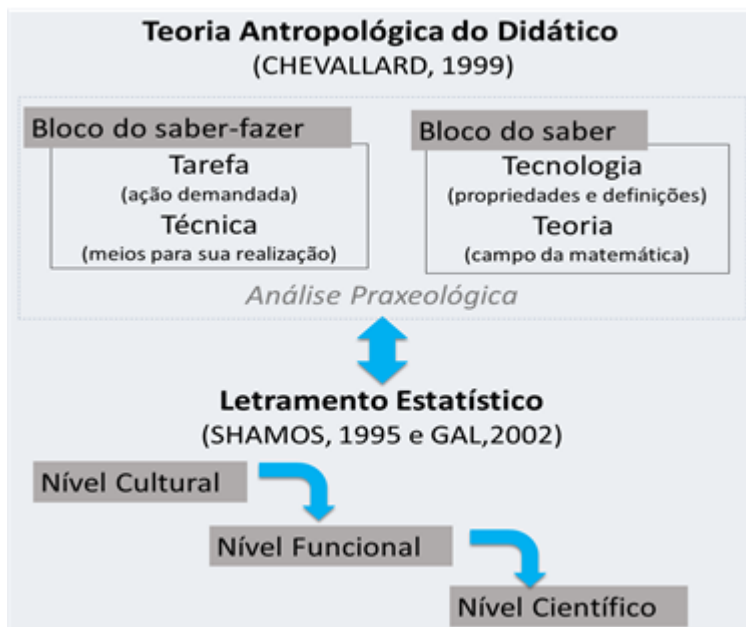 Teoria Antropológica do Didático
(CHEVALLARD, 1999)
Bloco do saber-fazer
Tarefa
(ação demandada)
Técnica
(meios para sua realização)
Bloco do saber
Tecnologia
(propriedades e definições)
Teoria
(campo da matemática)
Análise Praxeológica
Letramento Estatístico
(SHAMOS, 1995 e GAL,2002)
Nível Cultural
Nível Funcional
Nível Científico